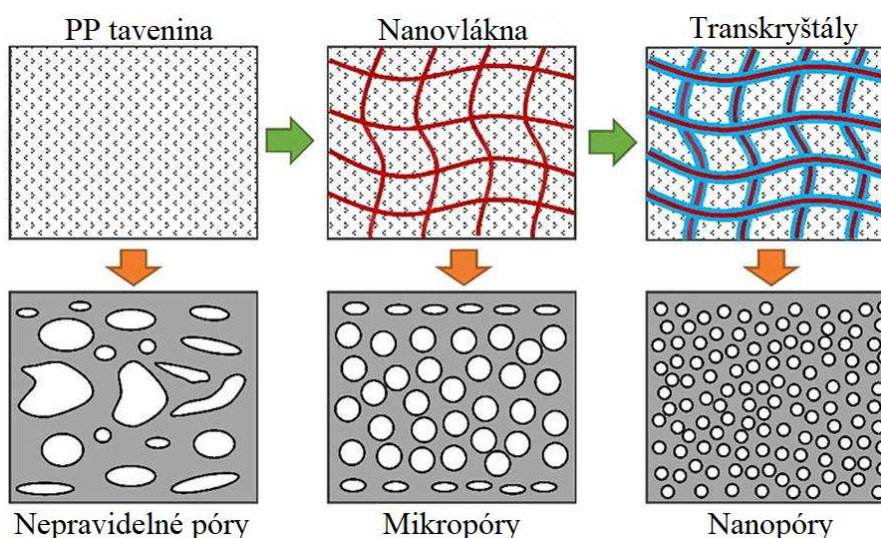 PP tavenina
Nanovlákna
Transkryštály
Nepravidelné póry
Mikropóry
Nanopóry